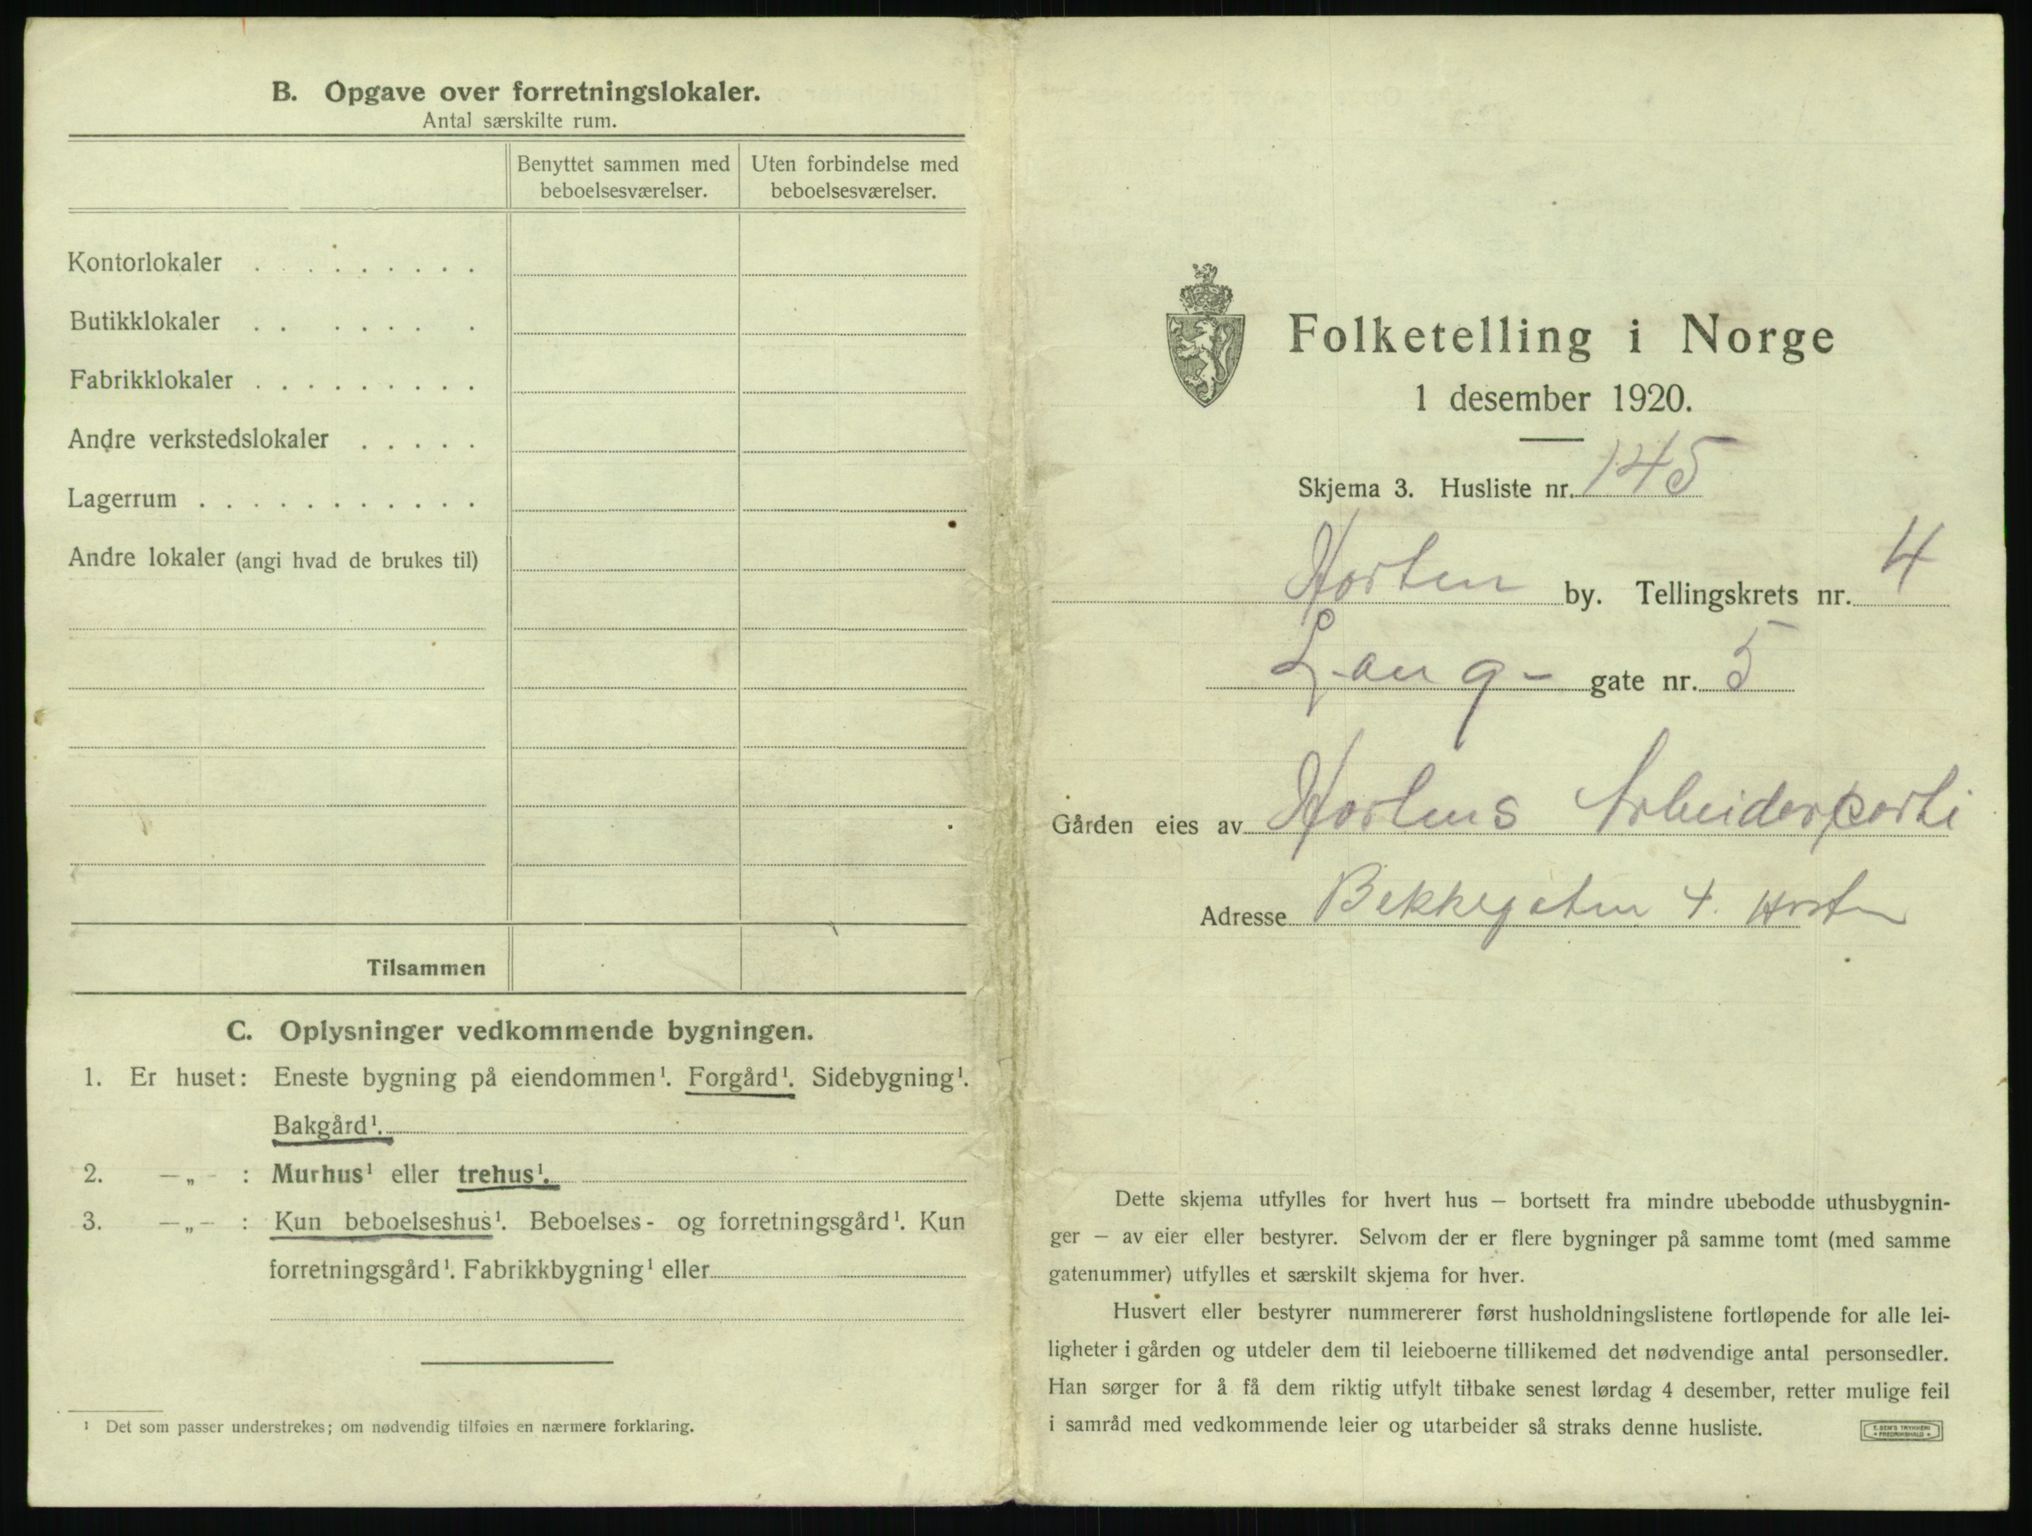 B. Opgave over forretningslokaler.
Antal særskilte rum.
Benyttet sammen med beboelsesværelser.
Uten forbindelse med beboelsesværelser.
Kontorlokaler . . . . . . . . .
Butikklokaler . . . . . . . .
Fabrikklokaler . . . . . . . . .
Andre verkstedslokaler . . . . .
Lagerrum . . . . . . . . . . .
Andre lokaler (angi hvad de brukes til)
Tilsammen
C. Oplysninger vedkommende bygningen.
1. Er huset: Eneste bygning på eiendommen¹. Forgård¹. Sidebygning¹.
Bakgård¹.
2. —„— : Murhus¹ eller trehus¹.
3. —„— : Kun beboelseshus¹. Beboelses- og forretningsgård¹. Kun
forretningsgård¹. Fabrikkbygning¹ eller
¹ Det som passer understrekes; om nødvendig tilføies en nærmere forklaring.
Folketelling i Norge
1 desember 1920.
Skjema 3. Husliste nr. 145
Horten by. Tellingskrets nr. 4
Lang- gate nr. 5
Gården eies av Hortens Arbeiderparti
Adresse Bekkegaten 4. Horten
Dette skjema utfylles for hvert hus — bortsett fra mindre ubebodde uthusbygnin-
ger — av eier eller bestyrer. Selvom der er flere bygninger på samme tomt (med samme
gatenummer) utfylles et særskilt skjema for hver.
Husvert eller bestyrer nummererer først husholdningslistene fortløpende for alle lei-
ligheter i gården og utdeler dem til leieboerne tillikemed det nødvendige antal personsedler.
Han sørger for å få dem riktig utfylt tilbake senest lørdag 4 desember, retter mulige feil
i samråd med vedkommende leier og utarbeider så straks denne husliste.
E. SEM'S TRYKKERI
FREDRIKSHALD